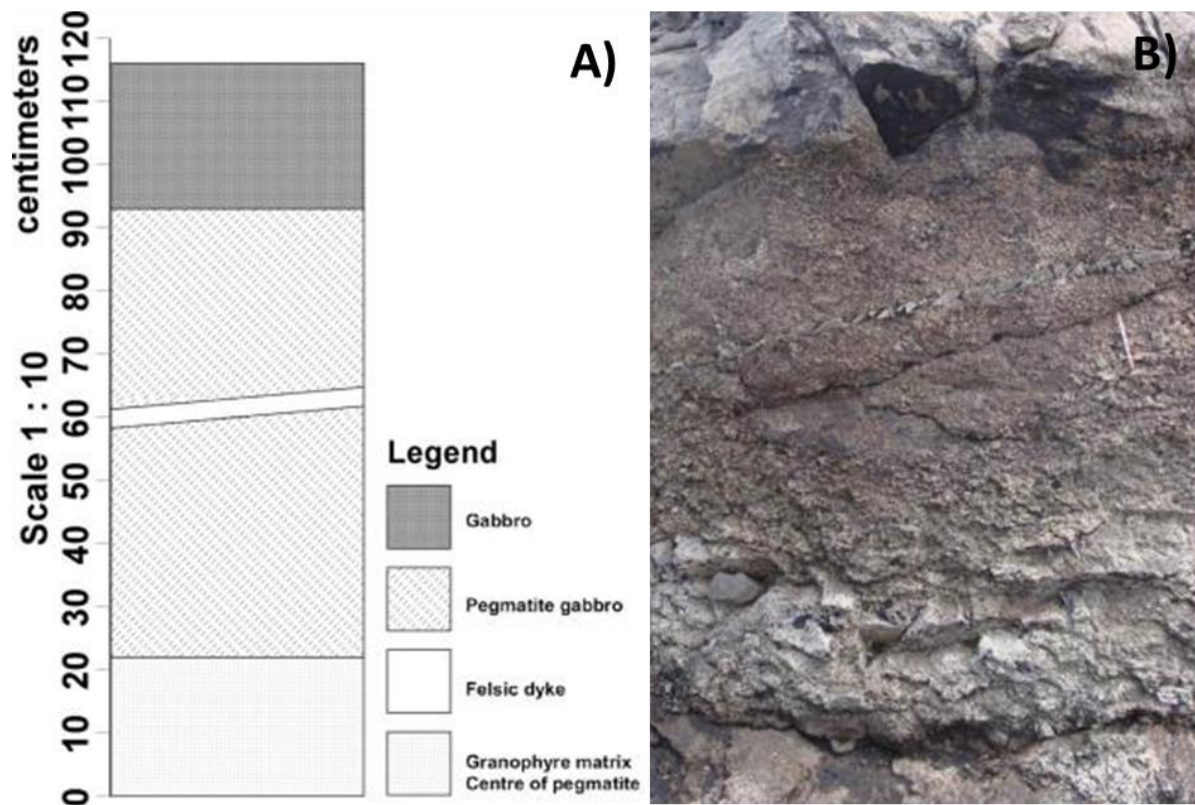 A)
B)
centimeters
Scale 1 : 10
120
110
100
90
80
70
60
50
40
30
20
10
0
Legend
Gabbro
Pegmatite gabbro
Felsic dyke
Granophyre matrix
Centre of pegmatite